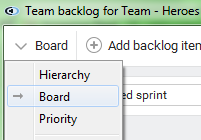 Team backlog for Team - Heroes
Board Add backlog item
Hierarchy
Board
ed sprint
Priority